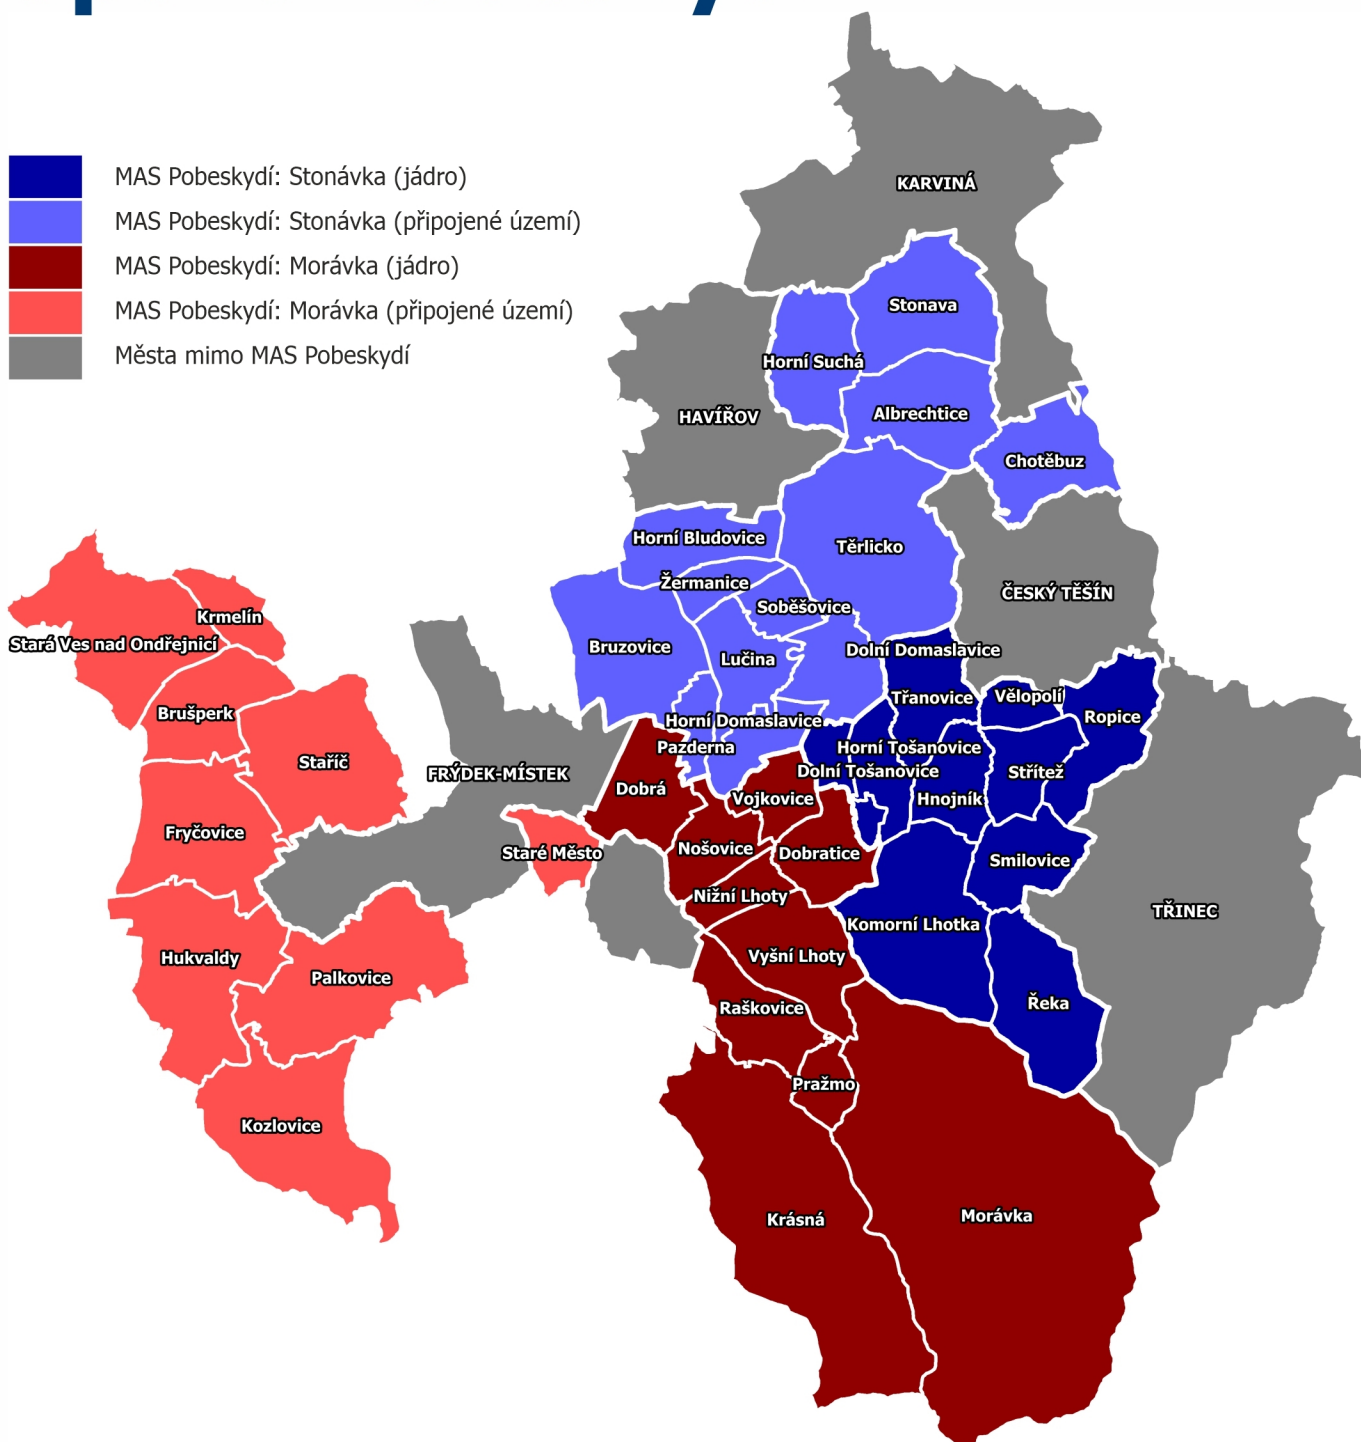 MAS Pobeskydí: Stonávka (jádro)
MAS Pobeskydí: Stonávka (připojené území)
MAS Pobeskydí: Morávka (jádro)
MAS Pobeskydí: Morávka (připojené území)
Města mimo MAS Pobeskydí
KARVINÁ
Stonava
Horní Suchá
HAVÍŘOV
Albrechtice
Chotěbuz
Horní Bludovice
Těrlicko
Žermanice
ČESKÝ TĚŠÍN
Soběšovice
Krmelín
Stará Ves nad Ondřejnicí
Bruzovice
Dolní Domaslavice
Lučina
Třanovice
Vělopolí
Brušperk
Ropice
Horní Domaslavice
Pazderna
Horní Tošanovice
Staříč
FRÝDEK-MÍSTEK
Dolní Tošanovice
Střítež
Dobrá
Vojkovice
Hnojník
Fryčovice
Nošovice
Staré Město
Dobratice
Smilovice
Nižní Lhoty
TŘINEC
Komorní Lhotka
Hukvaldy
Vyšní Lhoty
Palkovice
Řeka
Raškovice
Pražmo
Kozlovice
Krásná
Morávka